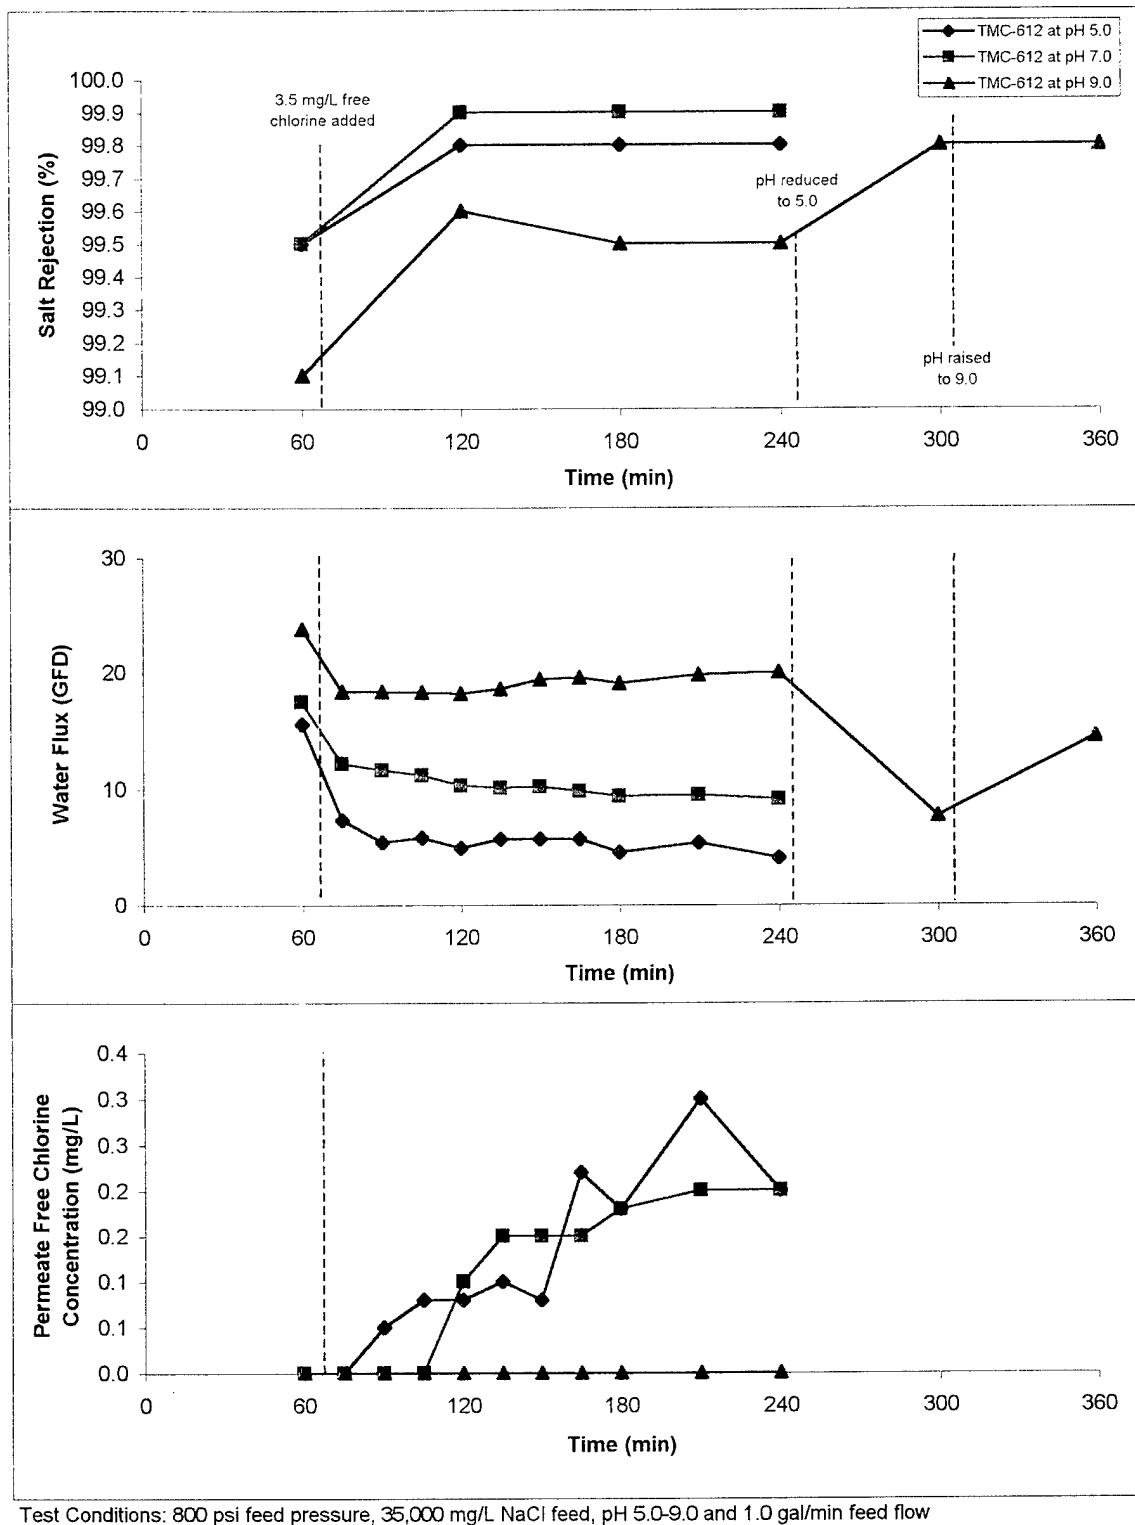 TMC-612 at pH 5.0
TMC-612 at pH 7.0
TMC-612 at pH 9.0
3.5 mg/L free
chlorine added
pH reduced
to 5.0
pH raised
to 9.0
Salt Rejection (%)
100.0
99.9
99.8
99.7
99.6
99.5
99.4
99.3
99.2
99.1
99.0
0 60 120 180 240 300 360
Time (min)
Water Flux (GFD)
30
20
10
0
0 60 120 180 240 300 360
Time (min)
Permeate Free Chlorine
Concentration (mg/L)
0.4
0.3
0.3
0.2
0.2
0.1
0.1
0.0
0 60 120 180 240 300 360
Time (min)
Test Conditions: 800 psi feed pressure, 35,000 mg/L NaCl feed, pH 5.0-9.0 and 1.0 gal/min feed flow